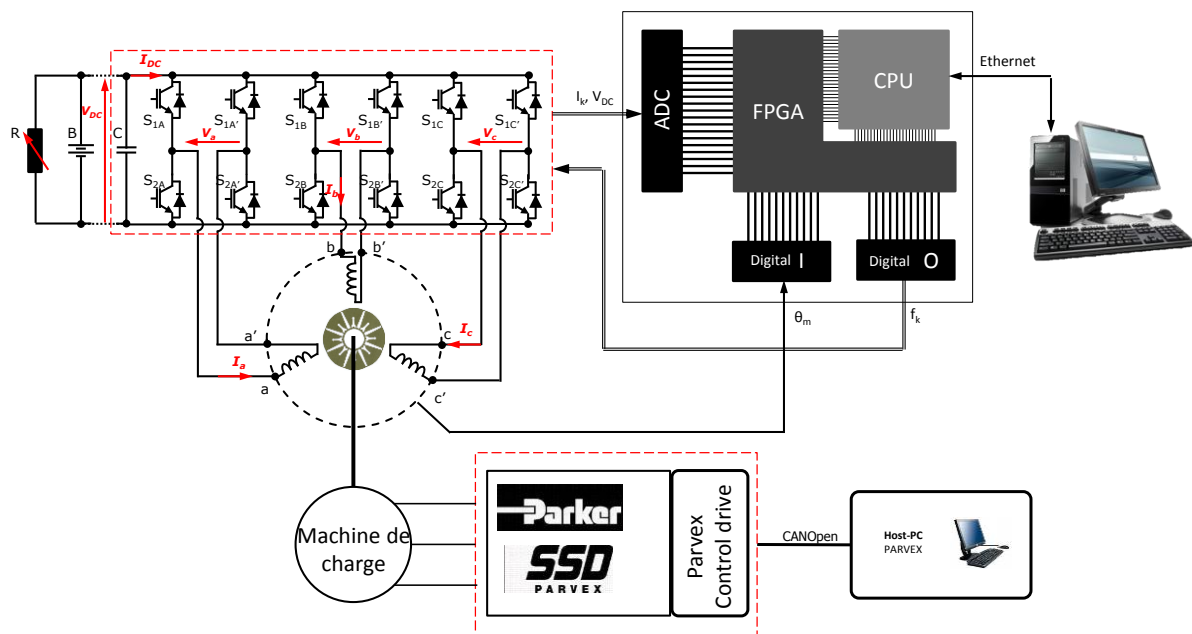 I_DC
I_k, V_DC
ADC
FPGA
CPU
Ethernet
R
B
V_DC
C
S_1A
S_1A'
S_1B
S_1B'
S_1C
S_1C'
V_a
V_b
V_c
S_2A
S_2A'
S_2B
S_2B'
S_2C
S_2C'
I_b
b
b'
Digital I
Digital O
θ_m
f_k
a'
c
I_c
I_a
a
c'
Machine de
charge
Parker
SSD
PARVEX
Parvex
Control drive
CANOpen
Host-PC
PARVEX